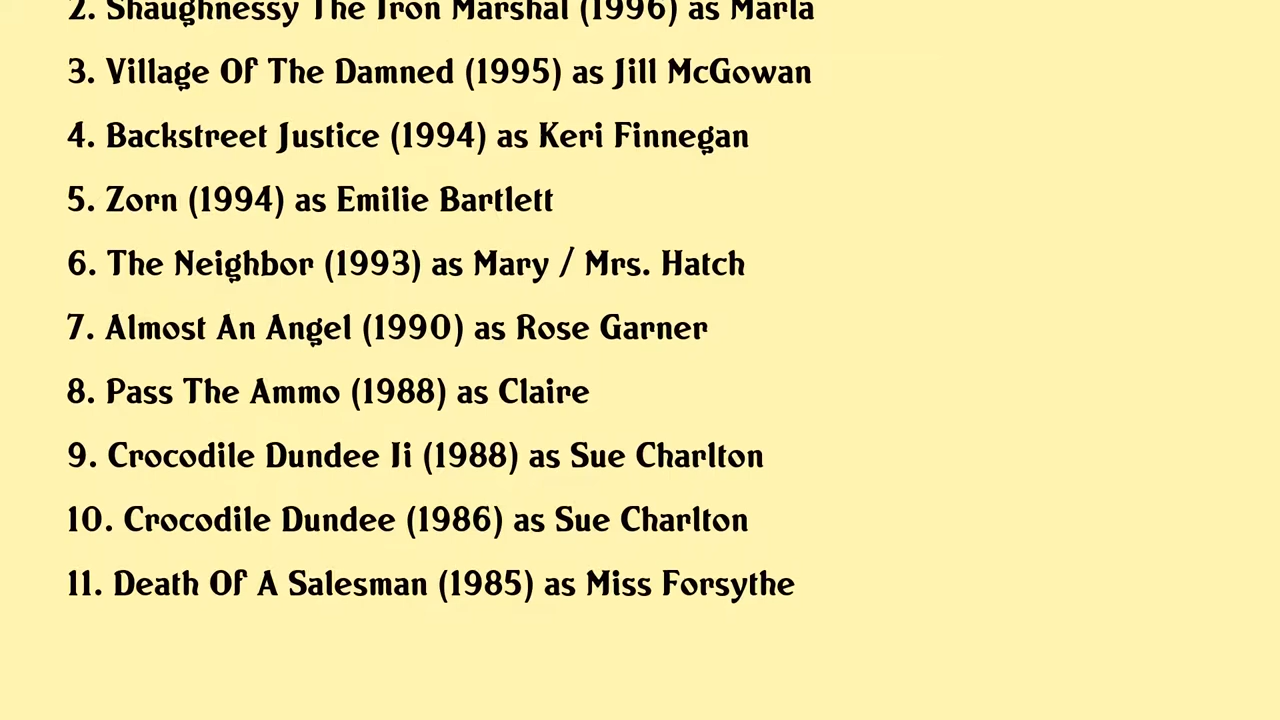 2. Shaughnessy The Iron Marshal (1996) as Marla
3. Village Of The Damned (1995) as Jill McGowan
4. Backstreet Justice (1994) as Keri Finnegan
5. Zorn (1994) as Emilie Bartlett
6. The Neighbor (1993) as Mary / Mrs. Hatch
7. Almost An Angel (1990) as Rose Garner
8. Pass The Ammo (1988) as Claire
9. Crocodile Dundee Ii (1988) as Sue Charlton
10. Crocodile Dundee (1986) as Sue Charlton
11. Death Of A Salesman (1985) as Miss Forsythe